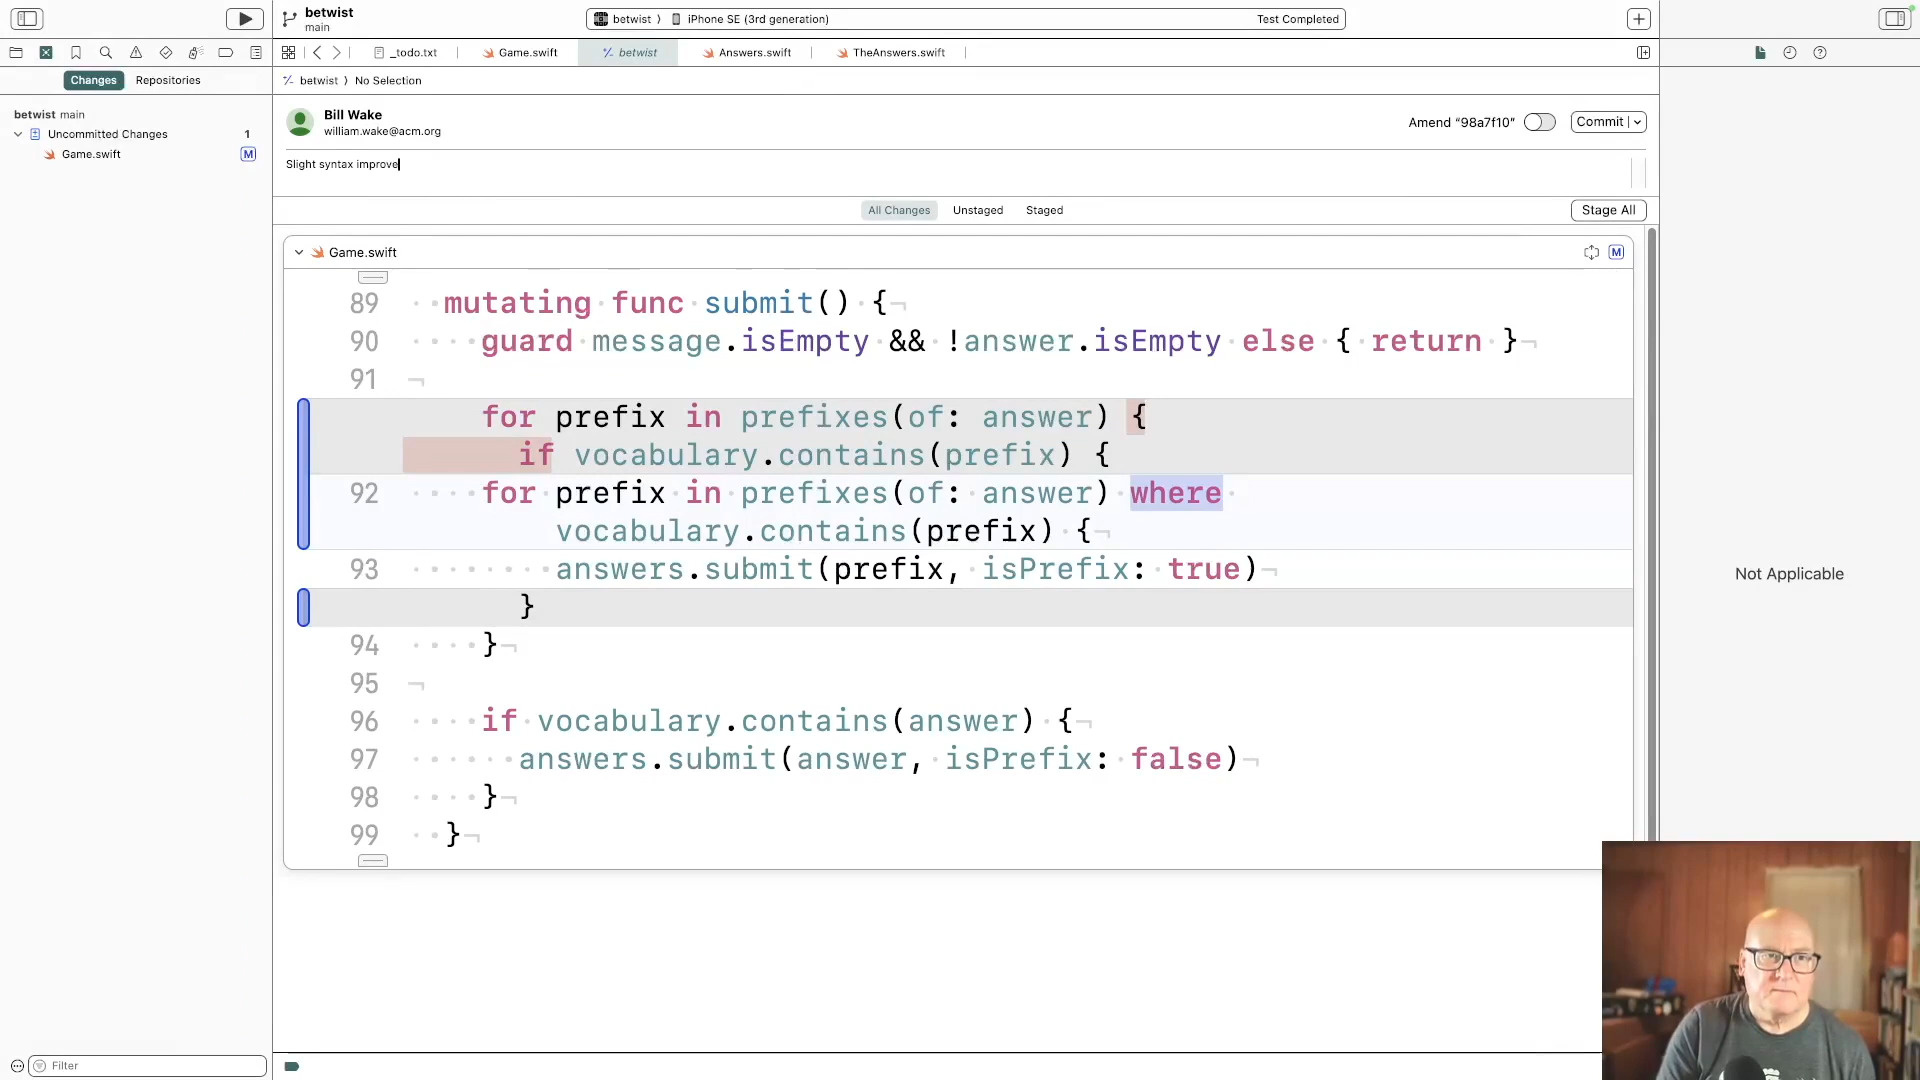 betwist
main
betwist ⟩ iPhone SE (3rd generation)
Test Completed
_todo.txt
Game.swift
betwist
Answers.swift
TheAnswers.swift
Changes
Repositories
betwist ⟩ No Selection
betwist main
Uncommitted Changes 1
Game.swift M
Bill Wake
william.wake@acm.org
Amend “98a7f10”
Commit
Slight syntax improve
All Changes
Unstaged
Staged
Stage All
Game.swift
M
89 mutating func submit() {
90 guard message.isEmpty && !answer.isEmpty else { return }
91
for prefix in prefixes(of: answer) {
if vocabulary.contains(prefix) {
92 for prefix in prefixes(of: answer) where
vocabulary.contains(prefix) {
93 answers.submit(prefix, isPrefix: true)
}
94 }
95
96 if vocabulary.contains(answer) {
97 answers.submit(answer, isPrefix: false)
98 }
99 }
Not Applicable
Filter